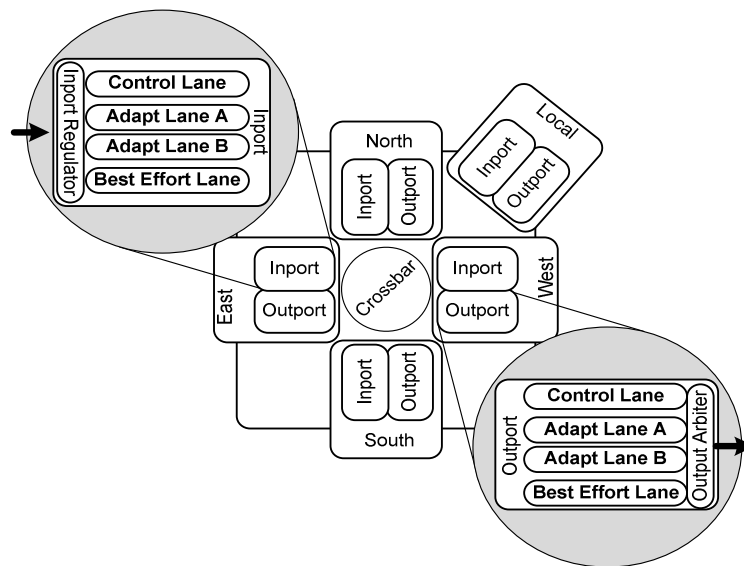 Inport Regulator
Control Lane
Adapt Lane A
Adapt Lane B
Best Effort Lane
Inport
North
Inport
Outport
Local
Inport
Outport
East
Inport
Outport
Crossbar
Inport
Outport
West
Inport
Outport
South
Outport
Control Lane
Adapt Lane A
Adapt Lane B
Best Effort Lane
Output Arbiter